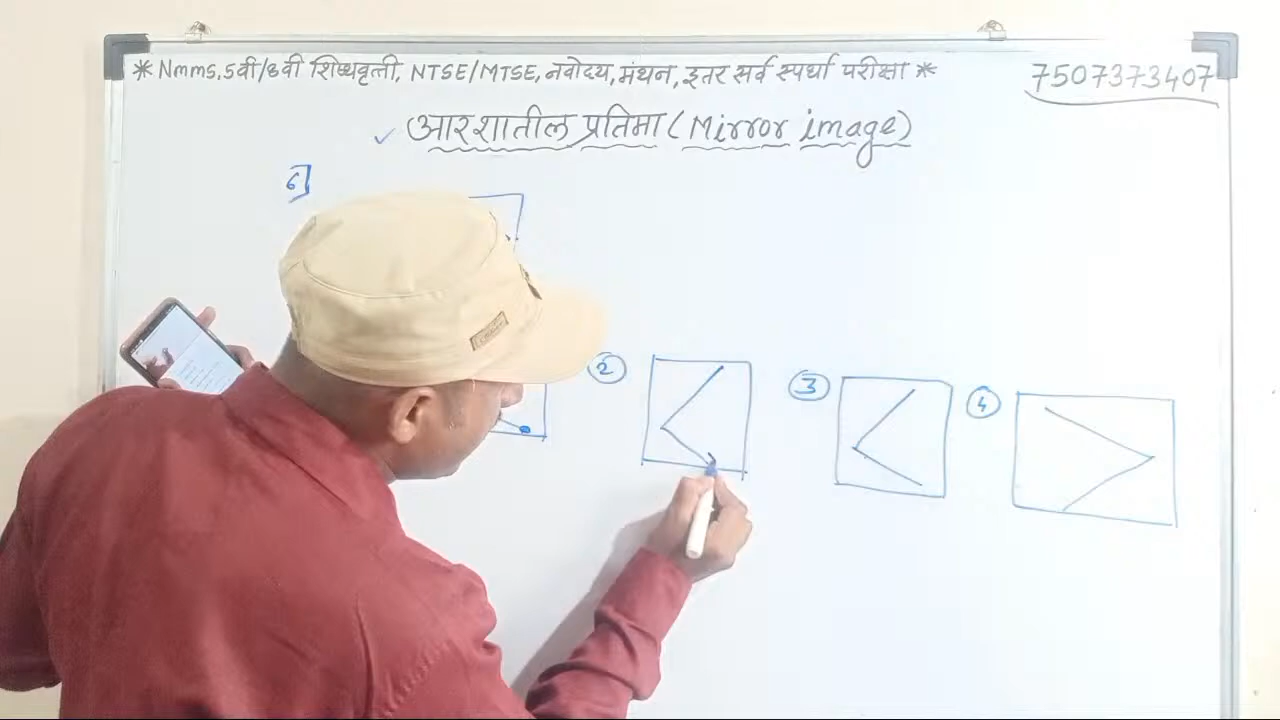 * Nmms, 5वी/8वी शिष्यवृत्ती, NTSE/MTSE, नवोदय, मंथन, इतर सर्व स्पर्धा परीक्षा *
7507373407
आरशातील प्रतिमा (Mirror image)
6]
2 3 4